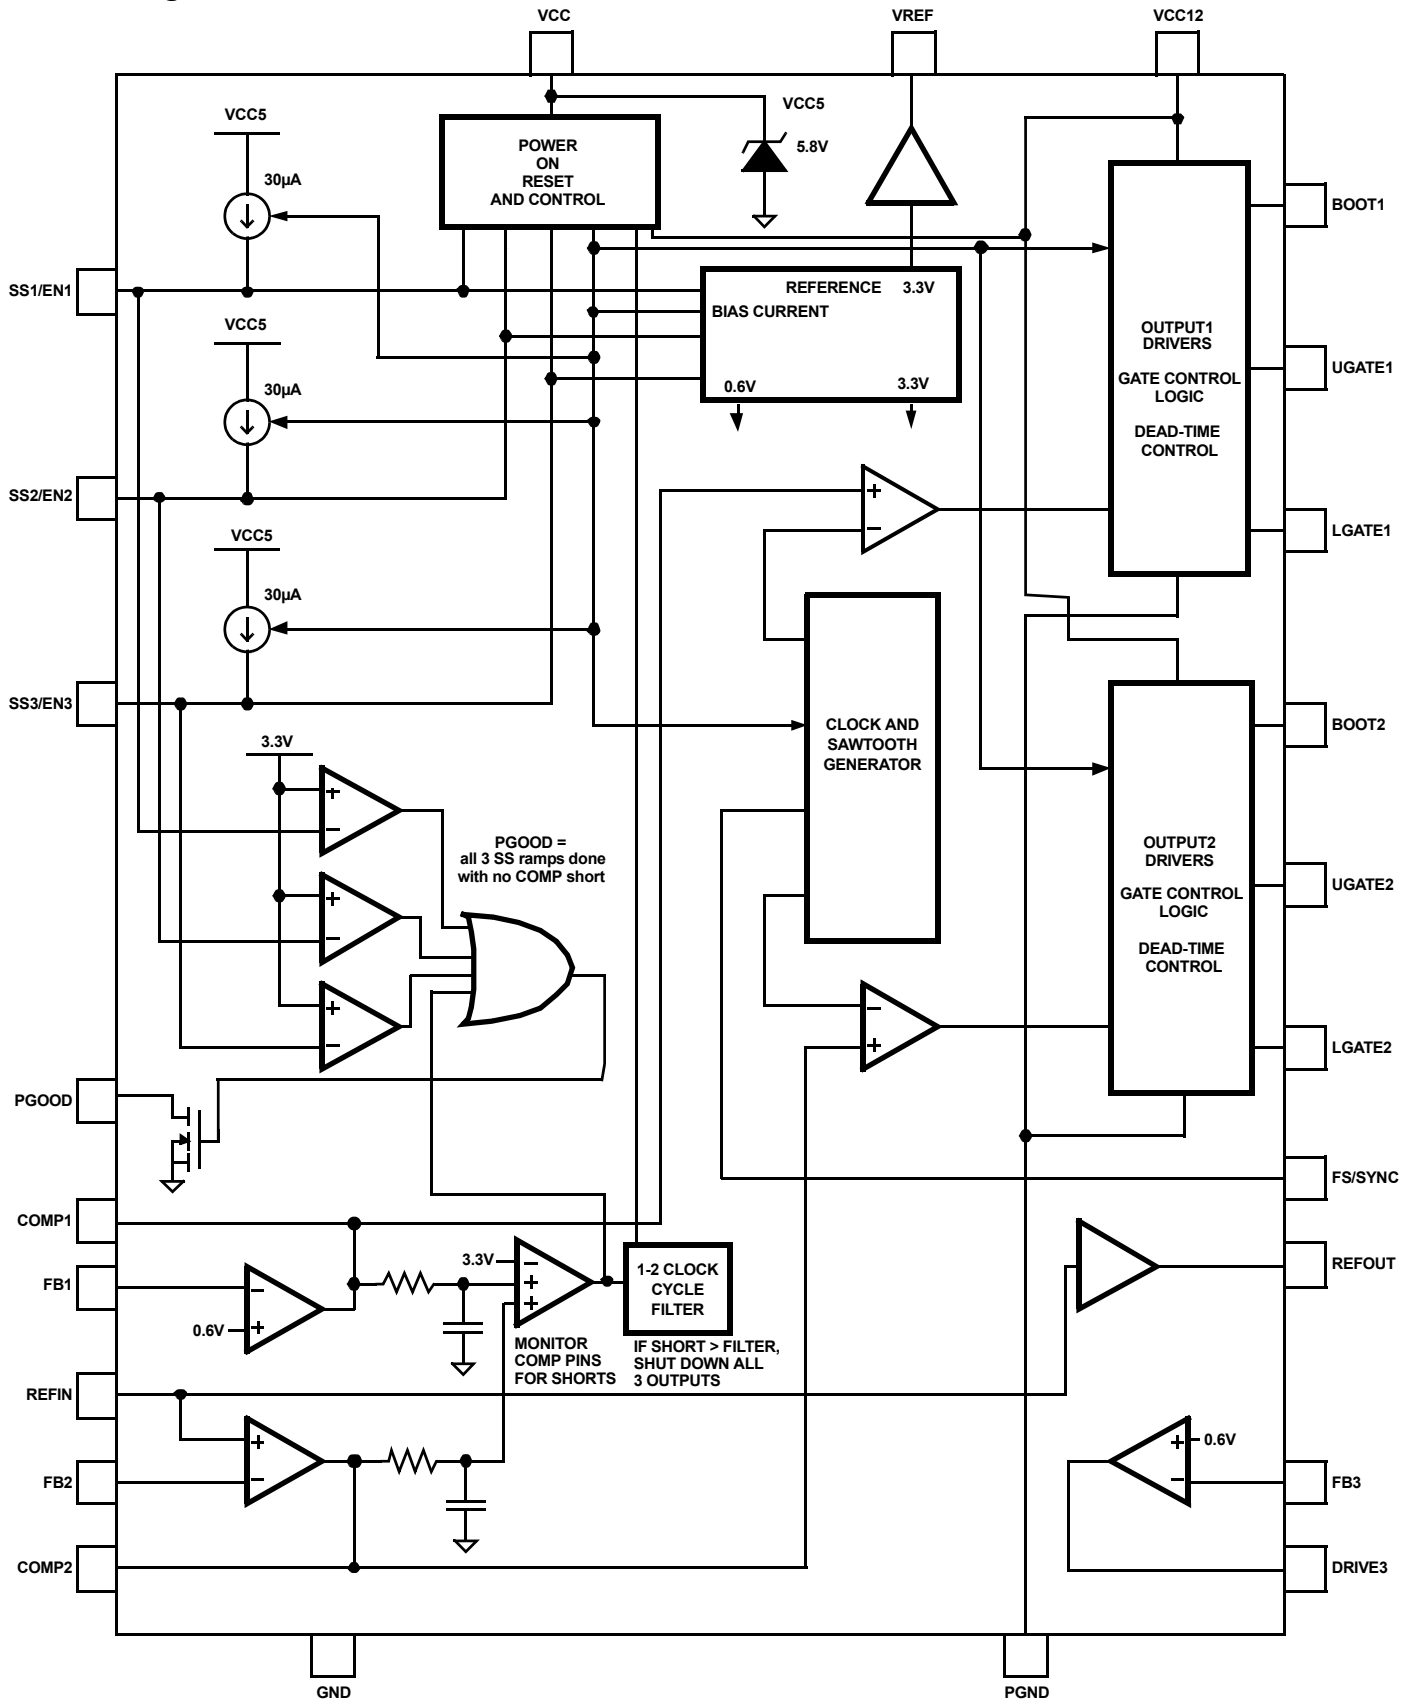 VCC
VREF
VCC12
VCC5
30µA
POWER
ON
RESET
AND CONTROL
VCC5
5.8V
BOOT1
SS1/EN1
REFERENCE 3.3V
BIAS CURRENT
0.6V
3.3V
VCC5
30µA
OUTPUT1
DRIVERS
GATE CONTROL
LOGIC
DEAD-TIME
CONTROL
UGATE1
SS2/EN2
+
−
LGATE1
VCC5
30µA
SS3/EN3
CLOCK AND
SAWTOOTH
GENERATOR
BOOT2
3.3V
+
−
PGOOD =
all 3 SS ramps done
with no COMP short
OUTPUT2
DRIVERS
GATE CONTROL
LOGIC
DEAD-TIME
CONTROL
UGATE2
+
−
+
−
−
+
LGATE2
PGOOD
FS/SYNC
COMP1
3.3V
−
+
+
1-2 CLOCK
CYCLE
FILTER
REFOUT
FB1
−
0.6V
+
MONITOR
COMP PINS
FOR SHORTS
IF SHORT > FILTER,
SHUT DOWN ALL
3 OUTPUTS
REFIN
+
−
+
0.6V
−
FB2
FB3
COMP2
DRIVE3
GND
PGND